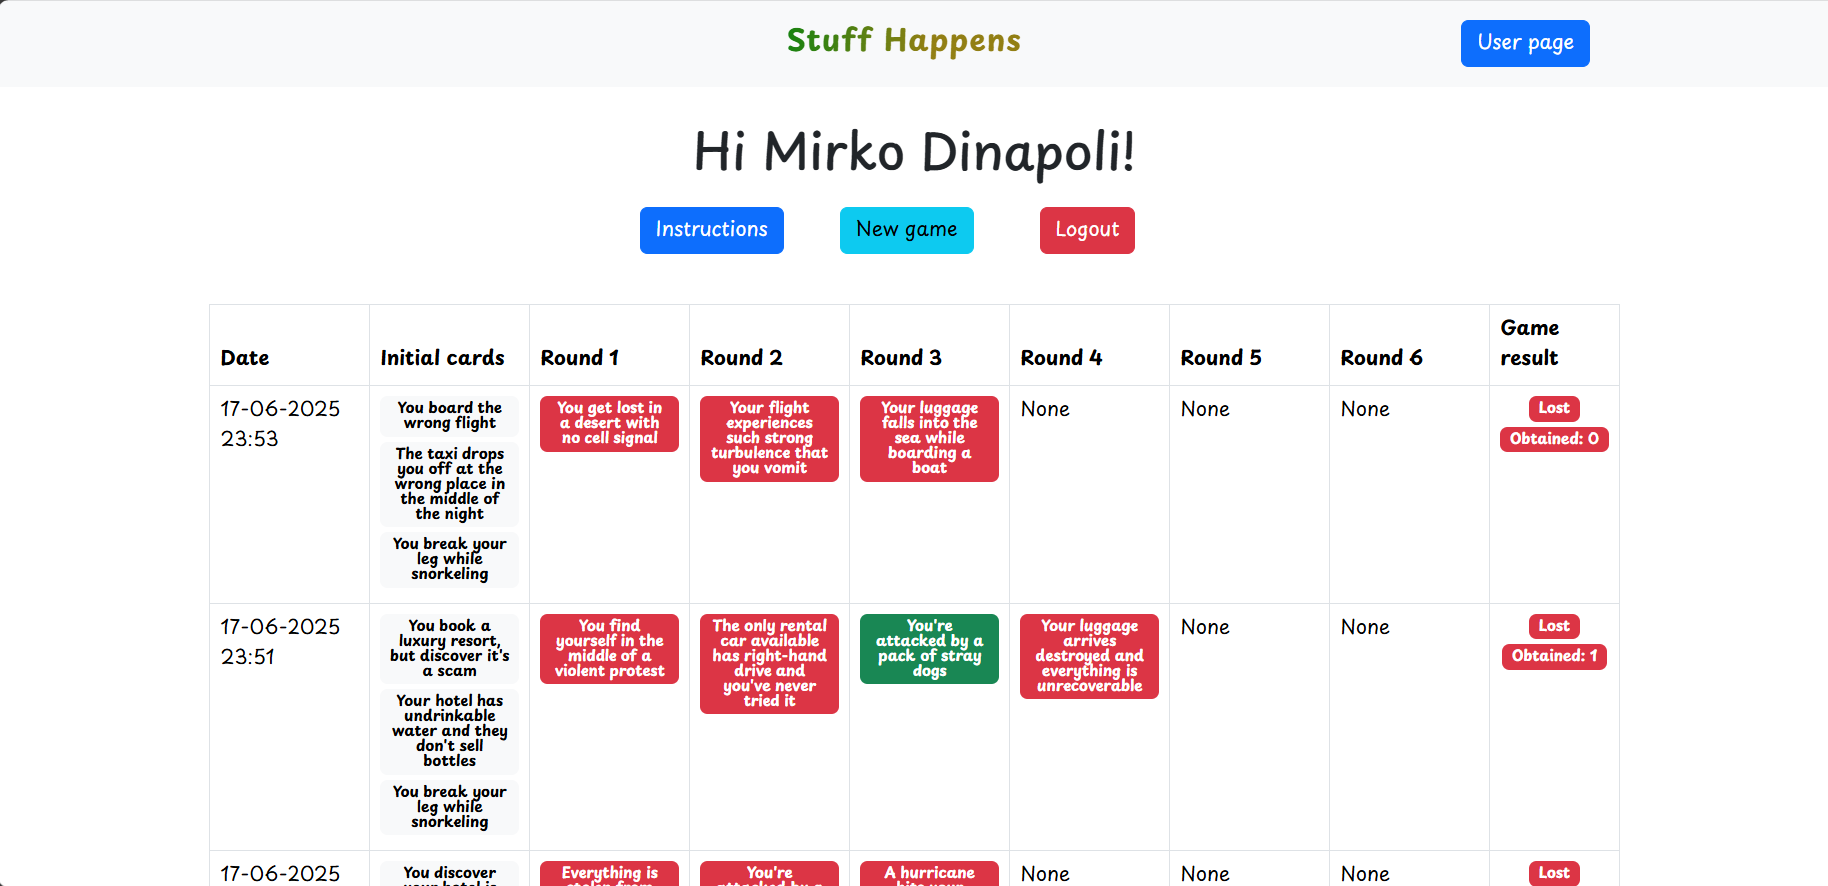 Stuff Happens
User page
Hi Mirko Dinapoli!
Instructions
New game
Logout
Date
Initial cards
Round 1
Round 2
Round 3
Round 4
Round 5
Round 6
Game
result
17-06-2025
23:53
You board the
wrong flight
The taxi drops
you off at the
wrong place in
the middle of
the night
You break your
leg while
snorkeling
You get lost in
a desert with
no cell signal
Your flight
experiences
such strong
turbulence that
you vomit
Your luggage
falls into the
sea while
boarding a
boat
None
None
None
Lost
Obtained: 0
17-06-2025
23:51
You book a
luxury resort,
but discover it's
a scam
Your hotel has
undrinkable
water and they
don't sell
bottles
You break your
leg while
snorkeling
You find
yourself in the
middle of a
violent protest
The only rental
car available
has right-hand
drive and
you've never
tried it
You're
attacked by a
pack of stray
dogs
Your luggage
arrives
destroyed and
everything is
unrecoverable
None
None
Lost
Obtained: 1
17-06-2025
You discover
Everything is
You're
A hurricane
None
None
None
Lost